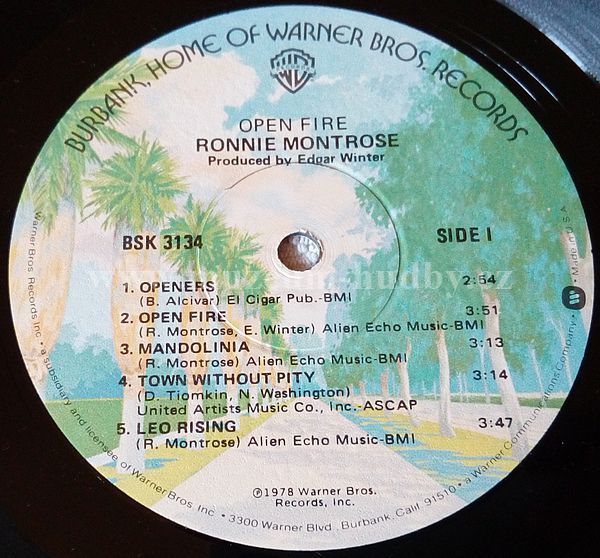 BURBANK, HOME OF WARNER BROS. RECORDS
OPEN FIRE
RONNIE MONTROSE
Produced by Edgar Winter
BSK 3134
SIDE I
1. OPENERS 2:54
(B. Alcivar) El Cigar Pub.-BMI
2. OPEN FIRE 3:51
(R. Montrose, E. Winter) Alien Echo Music-BMI
3. MANDOLINIA 3:13
(R. Montrose) Alien Echo Music-BMI
4. TOWN WITHOUT PITY 3:14
(D. Tiomkin, N. Washington)
United Artists Music Co., Inc.-ASCAP
5. LEO RISING 3:47
(R. Montrose) Alien Echo Music-BMI
℗1978 Warner Bros.
Records, Inc.
Warner Bros. Records Inc. • a subsidiary and licensee of Warner Bros. Inc. • 3300 Warner Blvd., Burbank, Calif. 91510 • a Warner Communications Company • Made in U.S.A.